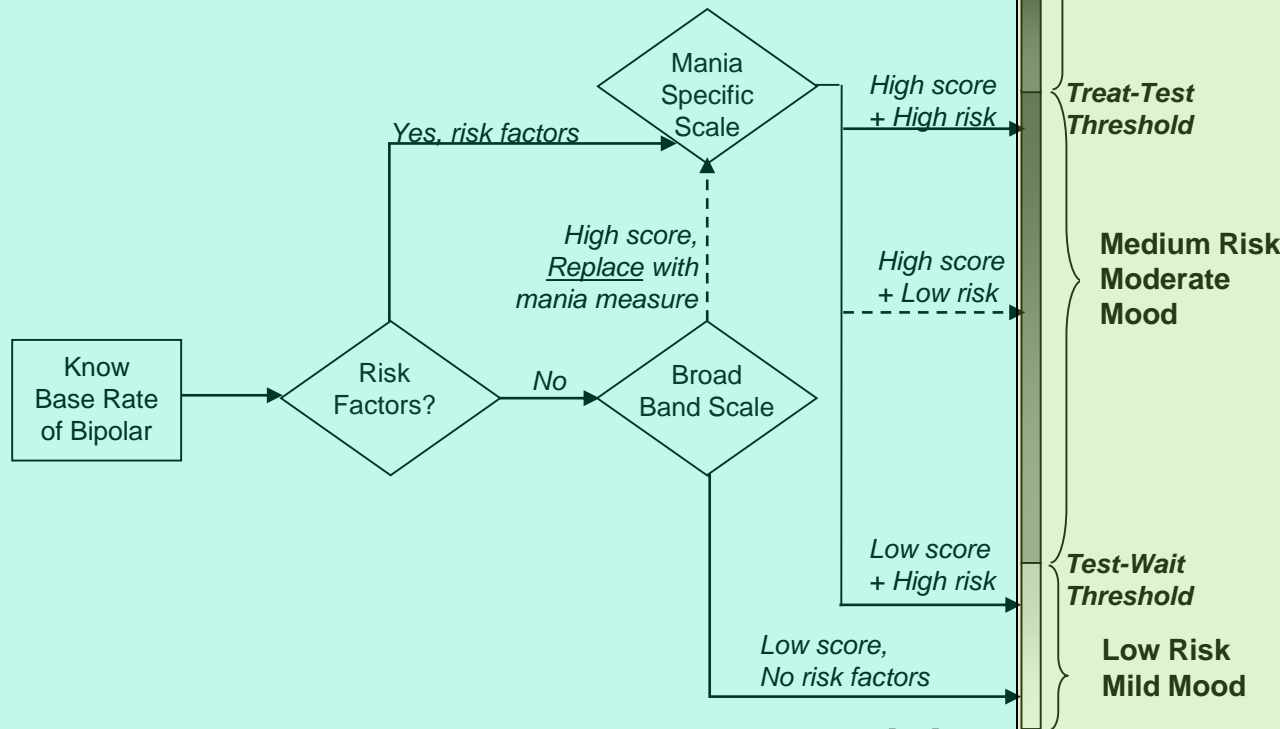 Mania
Specific
Scale
High score
+ High risk
Treat-Test
Threshold
Yes, risk factors
High score,
Replace with
mania measure
High score
+ Low risk
Medium Risk
Moderate
Mood
Know
Base Rate
of Bipolar
Risk
Factors?
No
Broad
Band Scale
Low score
+ High risk
Test-Wait
Threshold
Low score,
No risk factors
Low Risk
Mild Mood